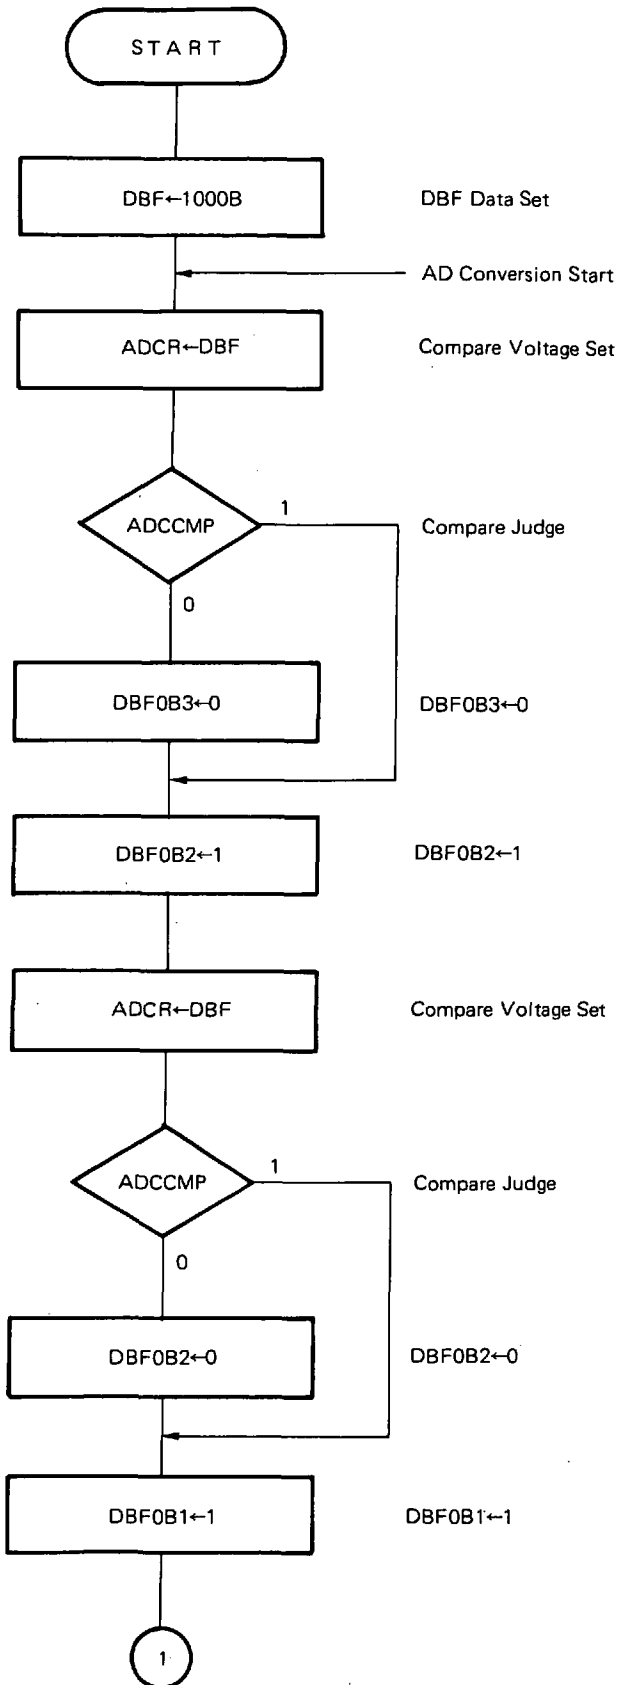 START
DBF←1000B
DBF Data Set
AD Conversion Start
ADCR←DBF
Compare Voltage Set
ADCCMP
1
Compare Judge
0
DBF0B3←0
DBF0B3←0
DBF0B2←1
DBF0B2←1
ADCR←DBF
Compare Voltage Set
ADCCMP
1
Compare Judge
0
DBF0B2←0
DBF0B2←0
DBF0B1←1
DBF0B1←1
1